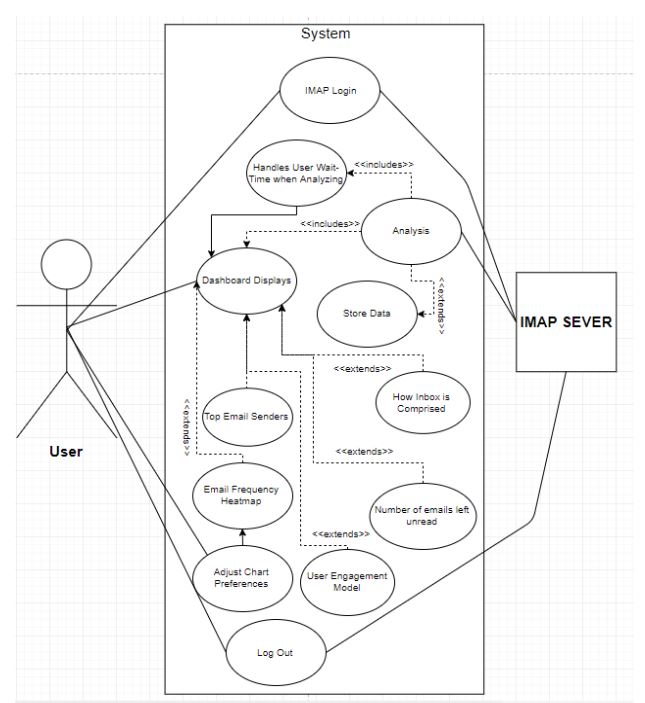 System
IMAP Login
<<includes>>
Handles User Wait-
Time when Analyzing
<<includes>>
Analysis
Dashboard Displays
<<extends>>
Store Data
IMAP SEVER
<<extends>>
How Inbox is
Comprised
<<extends>>
Top Email Senders
User
<<extends>>
Email Frequency
Heatmap
Number of emails left
unread
<<extends>>
Adjust Chart
Preferences
User Engagement
Model
Log Out